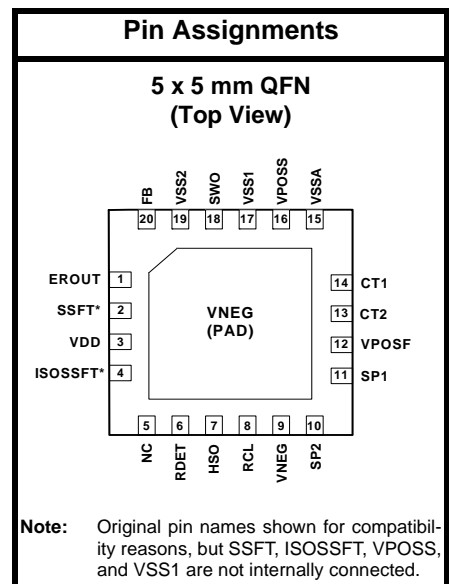 Pin Assignments
5 x 5 mm QFN
(Top View)
FB VSS2 SWO VSS1 VPOSS VSSA
20 19 18 17 16 15
EROUT 1
SSFT* 2
VDD 3
ISOSSFT* 4
VNEG
(PAD)
14 CT1
13 CT2
12 VPOSF
11 SP1
5 6 7 8 9 10
NC RDET HSO RCL VNEG SP2
Note: Original pin names shown for compatibil-
ity reasons, but SSFT, ISOSSFT, VPOSS,
and VSS1 are not internally connected.